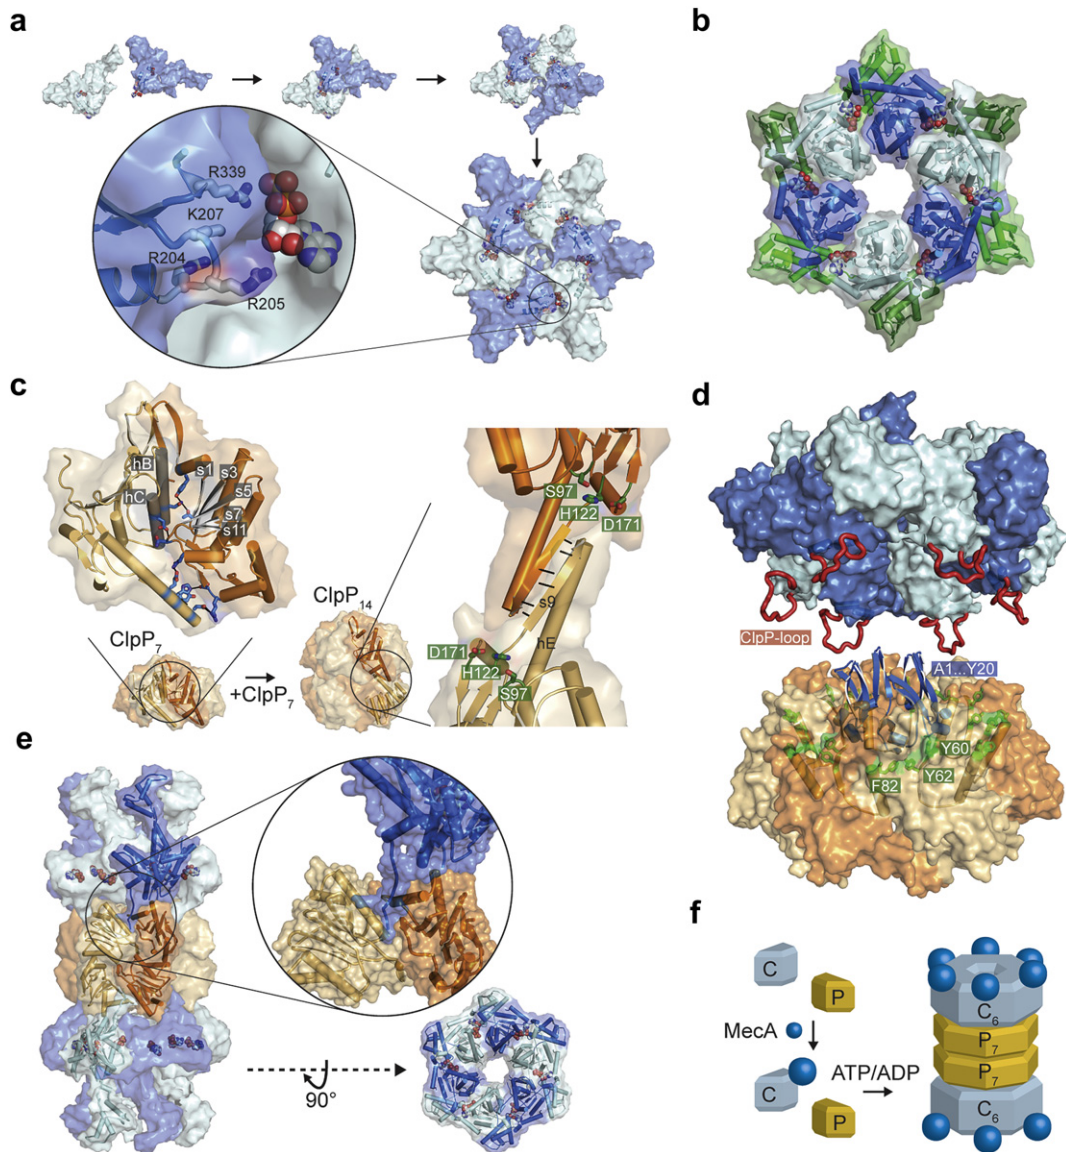 a
R339
K207
R204
R205
b
c
hB
hC
s1
s3
s5
s7
s11
ClpP7
+ClpP7
ClpP14
S97
H122
D171
s9
hE
D171
H122
S97
d
ClpP-loop
A1...Y20
Y60
Y62
F82
e
90°
f
C
P
MecA
ATP/ADP
C
P
C6
P7
P7
C6